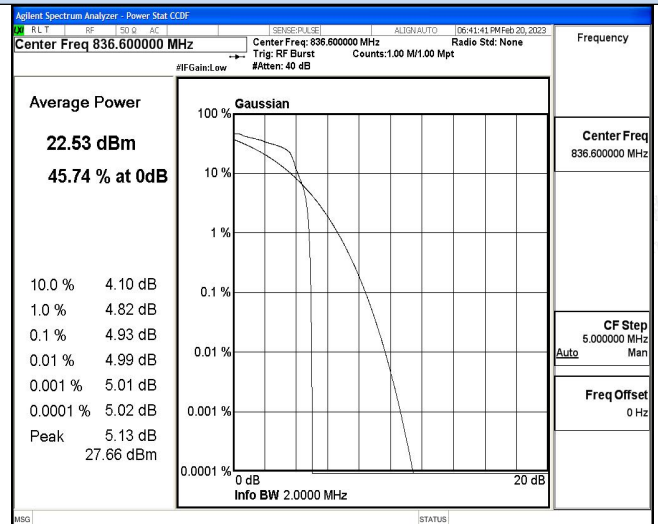 Agilent Spectrum Analyzer - Power Stat CCDF
LXI RLT RF 50 Ω AC SENSE:PULSE ALIGN AUTO 06:41:41 PM Feb 20, 2023
Center Freq 836.600000 MHz
Center Freq: 836.600000 MHz Radio Std: None
Trig: RF Burst Counts:1.00 M/1.00 Mpt
#IFGain:Low #Atten: 40 dB
Frequency
Average Power
22.53 dBm
45.74 % at 0dB
10.0 % 4.10 dB
1.0 % 4.82 dB
0.1 % 4.93 dB
0.01 % 4.99 dB
0.001 % 5.01 dB
0.0001 % 5.02 dB
Peak 5.13 dB
27.66 dBm
Gaussian
100 %
10 %
1 %
0.1 %
0.01 %
0.001 %
0.0001 %
0 dB 20 dB
Info BW 2.0000 MHz
Center Freq
836.600000 MHz
CF Step
5.000000 MHz
Auto Man
Freq Offset
0 Hz
MSG STATUS